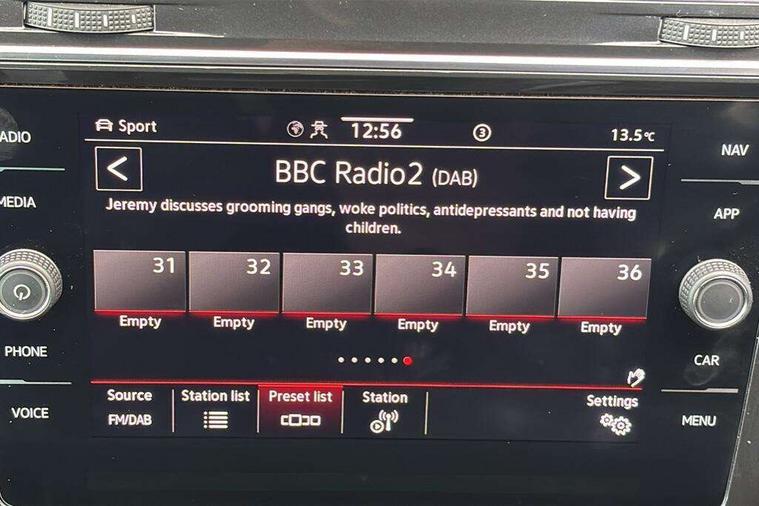 Sport 12:56 3 13.5°C
ADIO NAV
< BBC Radio2 (DAB) >
MEDIA APP
Jeremy discusses grooming gangs, woke politics, antidepressants and not having
children.
31 32 33 34 35 36
Empty Empty Empty Empty Empty Empty
PHONE CAR
Source Station list Preset list Station Settings
FM/DAB
VOICE MENU